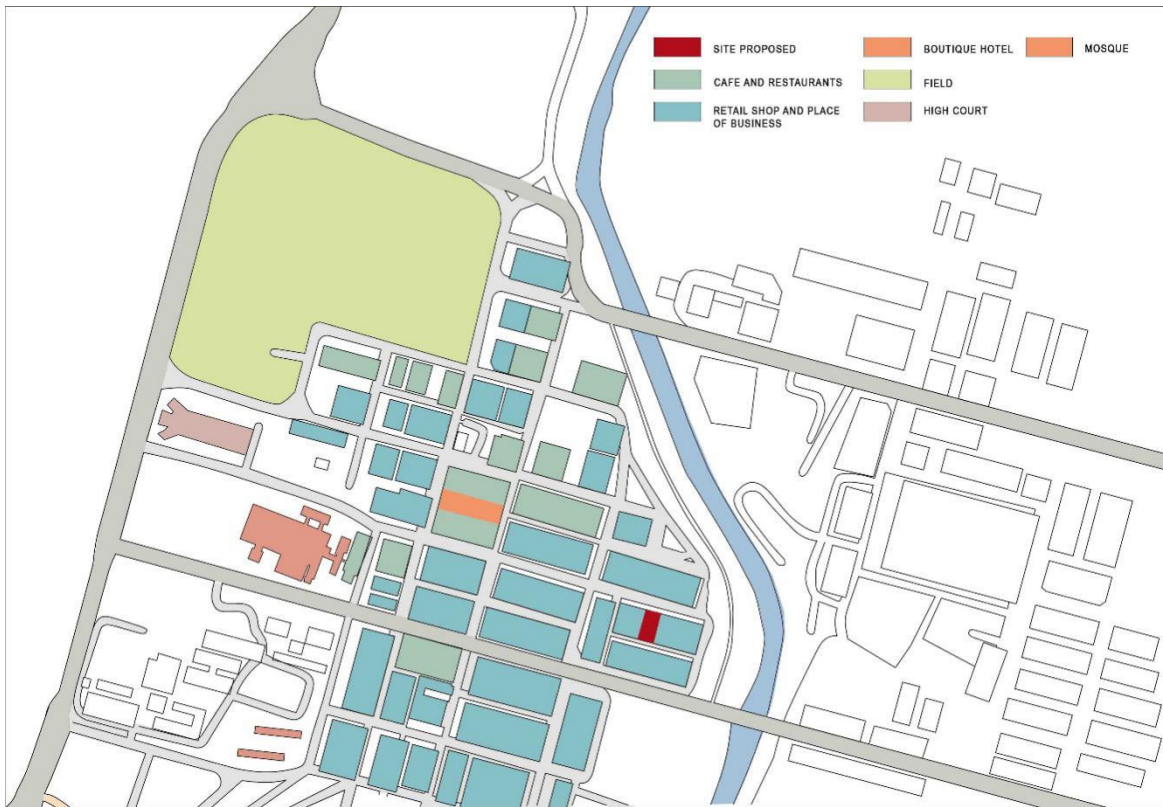 SITE PROPOSED
BOUTIQUE HOTEL
MOSQUE
CAFE AND RESTAURANTS
FIELD
RETAIL SHOP AND PLACE
OF BUSINESS
HIGH COURT